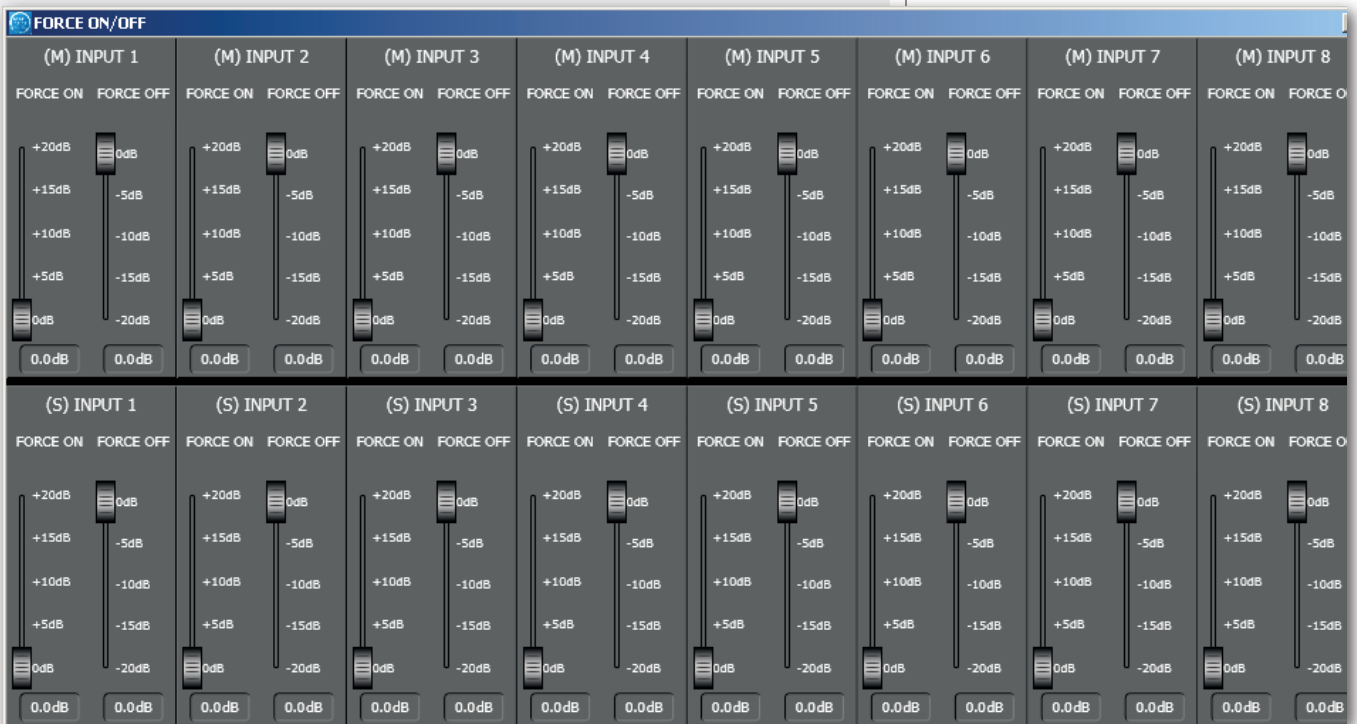 FORCE ON/OFF
(M) INPUT 1 (M) INPUT 2 (M) INPUT 3 (M) INPUT 4 (M) INPUT 5 (M) INPUT 6 (M) INPUT 7 (M) INPUT 8
FORCE ON FORCE OFF FORCE ON FORCE OFF FORCE ON FORCE OFF FORCE ON FORCE OFF FORCE ON FORCE OFF FORCE ON FORCE OFF FORCE ON FORCE OFF FORCE ON FORCE O
+20dB 0dB +20dB 0dB +20dB 0dB +20dB 0dB +20dB 0dB +20dB 0dB +20dB 0dB +20dB 0dB
+15dB -5dB +15dB -5dB +15dB -5dB +15dB -5dB +15dB -5dB +15dB -5dB +15dB -5dB +15dB -5dB
+10dB -10dB +10dB -10dB +10dB -10dB +10dB -10dB +10dB -10dB +10dB -10dB +10dB -10dB +10dB -10dB
+5dB -15dB +5dB -15dB +5dB -15dB +5dB -15dB +5dB -15dB +5dB -15dB +5dB -15dB +5dB -15dB
0dB -20dB 0dB -20dB 0dB -20dB 0dB -20dB 0dB -20dB 0dB -20dB 0dB -20dB 0dB -20dB
0.0dB 0.0dB 0.0dB 0.0dB 0.0dB 0.0dB 0.0dB 0.0dB 0.0dB 0.0dB 0.0dB 0.0dB 0.0dB 0.0dB 0.0dB 0.0dB
(S) INPUT 1 (S) INPUT 2 (S) INPUT 3 (S) INPUT 4 (S) INPUT 5 (S) INPUT 6 (S) INPUT 7 (S) INPUT 8
FORCE ON FORCE OFF FORCE ON FORCE OFF FORCE ON FORCE OFF FORCE ON FORCE OFF FORCE ON FORCE OFF FORCE ON FORCE OFF FORCE ON FORCE OFF FORCE ON FORCE O
+20dB 0dB +20dB 0dB +20dB 0dB +20dB 0dB +20dB 0dB +20dB 0dB +20dB 0dB +20dB 0dB
+15dB -5dB +15dB -5dB +15dB -5dB +15dB -5dB +15dB -5dB +15dB -5dB +15dB -5dB +15dB -5dB
+10dB -10dB +10dB -10dB +10dB -10dB +10dB -10dB +10dB -10dB +10dB -10dB +10dB -10dB +10dB -10dB
+5dB -15dB +5dB -15dB +5dB -15dB +5dB -15dB +5dB -15dB +5dB -15dB +5dB -15dB +5dB -15dB
0dB -20dB 0dB -20dB 0dB -20dB 0dB -20dB 0dB -20dB 0dB -20dB 0dB -20dB 0dB -20dB
0.0dB 0.0dB 0.0dB 0.0dB 0.0dB 0.0dB 0.0dB 0.0dB 0.0dB 0.0dB 0.0dB 0.0dB 0.0dB 0.0dB 0.0dB 0.0dB